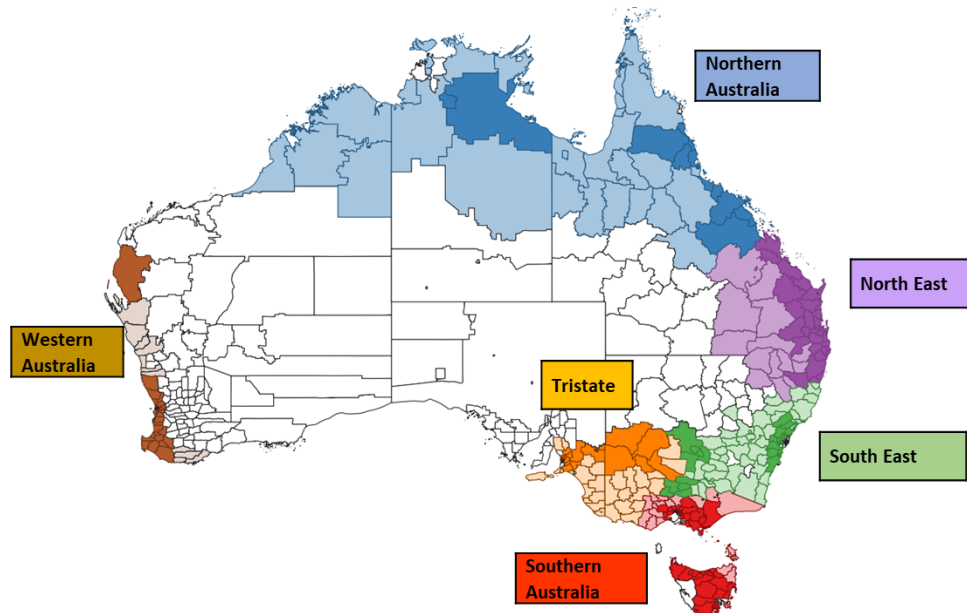 Northern
Australia
North East
Western
Australia
Tristate
South East
Southern
Australia